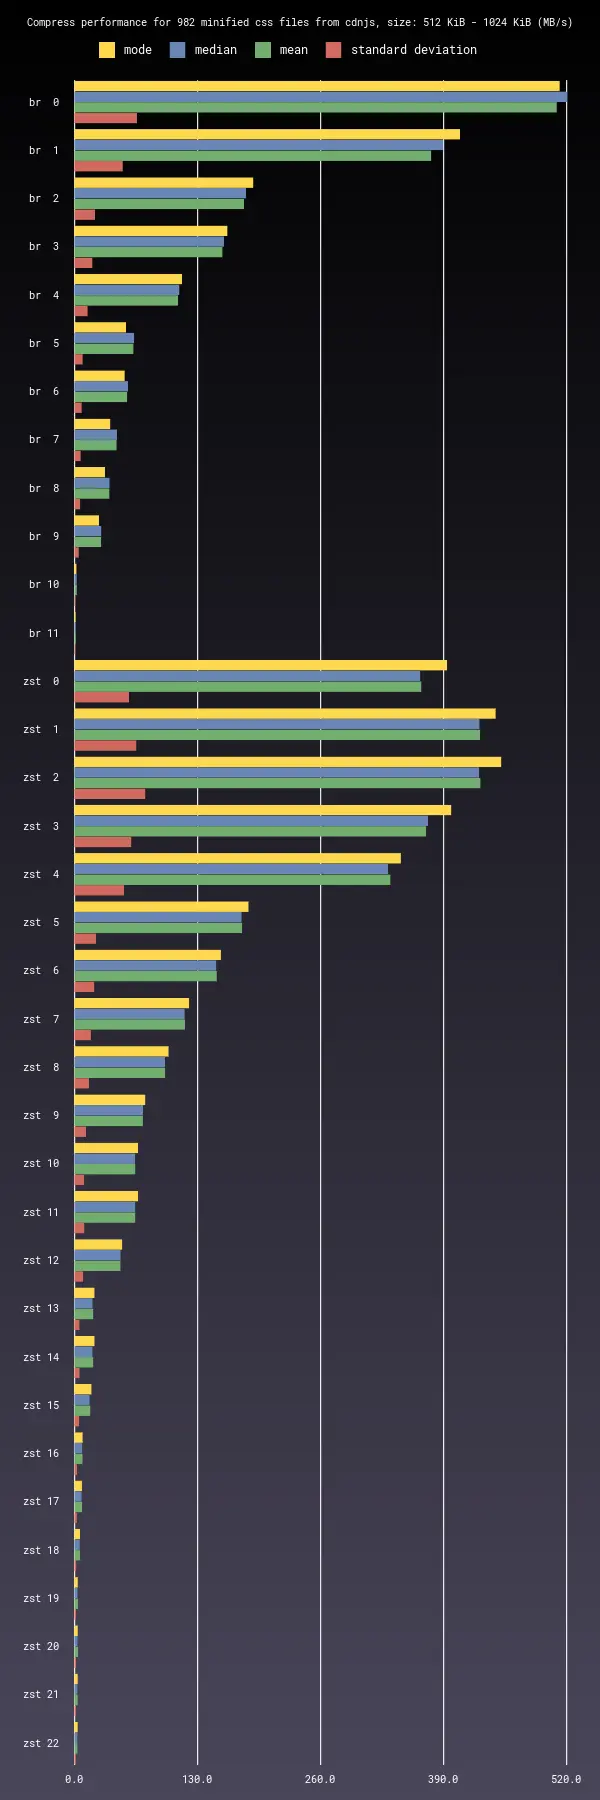 Compress performance for 982 minified css files from cdnjs, size: 512 KiB - 1024 KiB (MB/s)
mode median mean standard deviation
br 0
br 1
br 2
br 3
br 4
br 5
br 6
br 7
br 8
br 9
br 10
br 11
zst 0
zst 1
zst 2
zst 3
zst 4
zst 5
zst 6
zst 7
zst 8
zst 9
zst 10
zst 11
zst 12
zst 13
zst 14
zst 15
zst 16
zst 17
zst 18
zst 19
zst 20
zst 21
zst 22
0.0 130.0 260.0 390.0 520.0